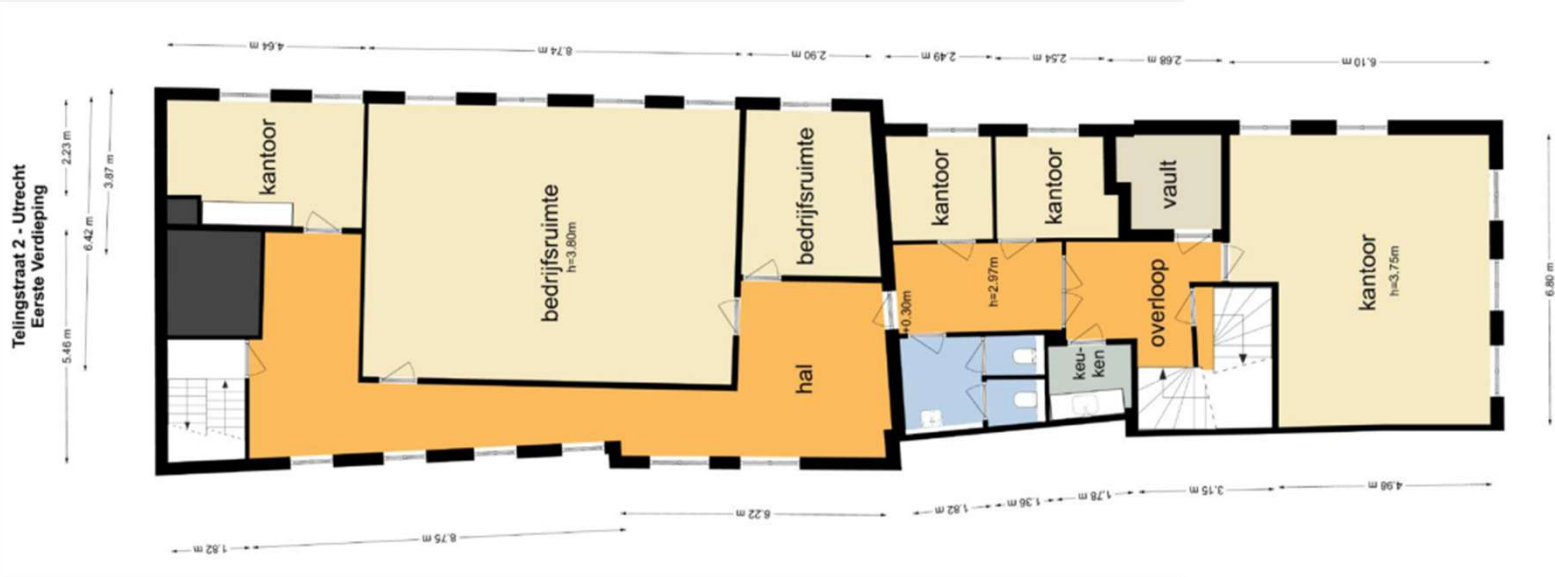 Telingstraat 2 - Utrecht
Eerste Verdieping
4.64 m
8.74 m
2.90 m
2.49 m
2.54 m
2.68 m
6.10 m
2.23 m
3.87 m
6.42 m
5.46 m
kantoor
bedrijfsruimte
h=3.80m
bedrijfsruimte
kantoor
kantoor
vault
kantoor
h=3.75m
6.80 m
hal
+0.30m
h=2.97m
overloop
keu-
ken
1.82 m
8.75 m
6.22 m
1.82 m
1.36 m
1.78 m
3.15 m
4.98 m